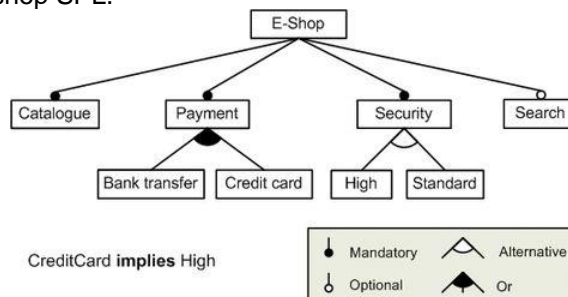 E-Shop
Catalogue Payment Security Search
Bank transfer Credit card High Standard
CreditCard implies High
Mandatory Alternative
Optional Or